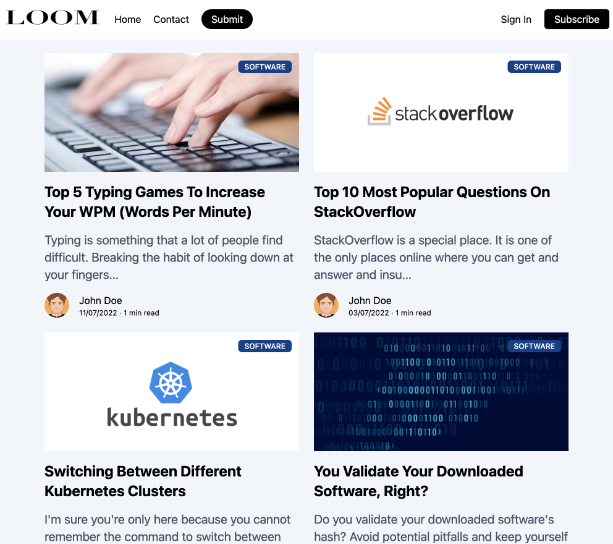 LOOM Home Contact Submit Sign In Subscribe
SOFTWARE
Top 5 Typing Games To Increase
Your WPM (Words Per Minute)
Typing is something that a lot of people find
difficult. Breaking the habit of looking down at
your fingers...
John Doe
11/07/2022 · 1 min read
SOFTWARE
stackoverflow
Top 10 Most Popular Questions On
StackOverflow
StackOverflow is a special place. It is one of
the only places online where you can get and
answer and insu...
John Doe
03/07/2022 · 1 min read
SOFTWARE
kubernetes
Switching Between Different
Kubernetes Clusters
I'm sure you're only here because you cannot
remember the command to switch between
SOFTWARE
You Validate Your Downloaded
Software, Right?
Do you validate your downloaded software's
hash? Avoid potential pitfalls and keep yourself